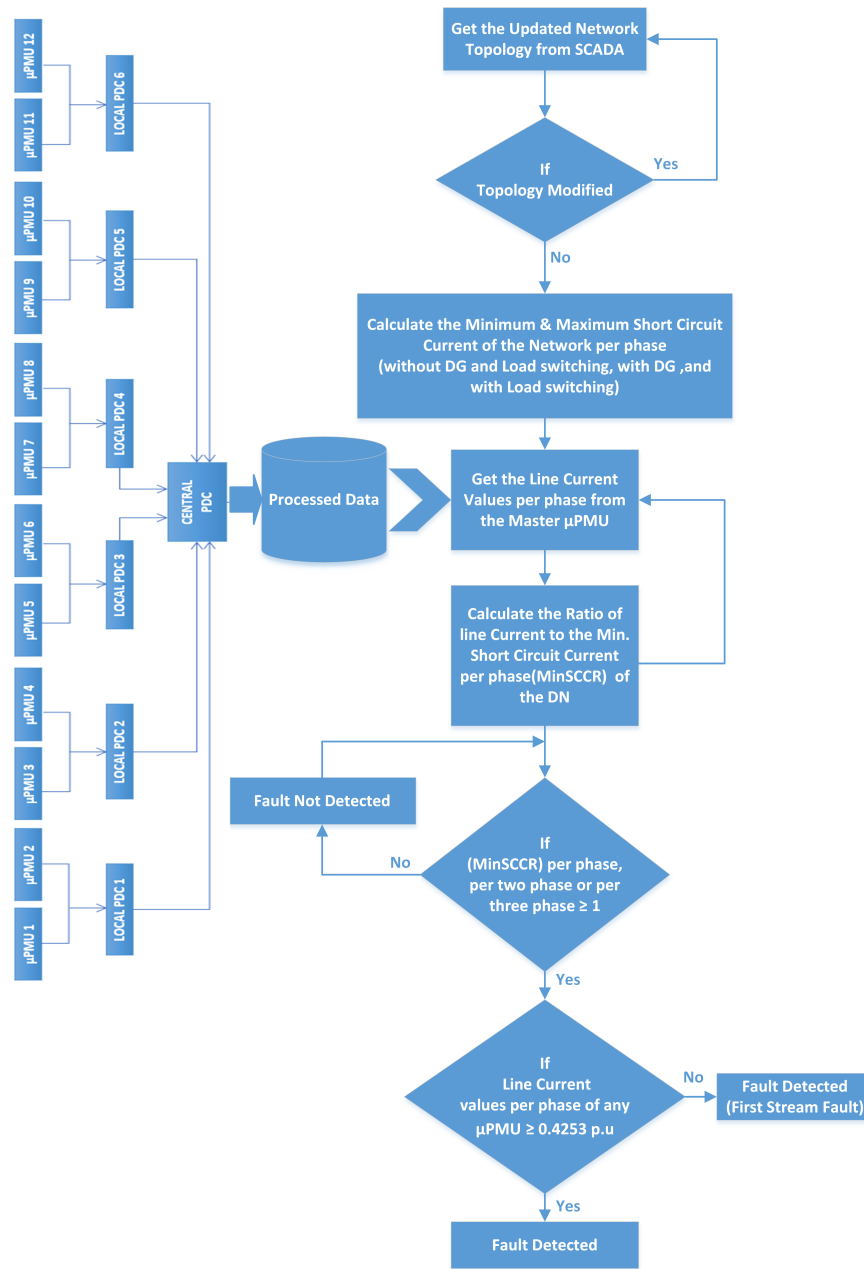 µPMU 12
µPMU 11
LOCAL PDC 6
µPMU 10
µPMU 9
LOCAL PDC 5
µPMU 8
µPMU 7
LOCAL PDC 4
µPMU 6
µPMU 5
LOCAL PDC 3
µPMU 4
µPMU 3
LOCAL PDC 2
µPMU 2
µPMU 1
LOCAL PDC 1
CENTRAL
PDC
Processed Data
Get the Updated Network
Topology from SCADA
If
Topology Modified
Yes
No
Calculate the Minimum & Maximum Short Circuit
Current of the Network per phase
(without DG and Load switching, with DG ,and
with Load switching)
Get the Line Current
Values per phase from
the Master µPMU
Calculate the Ratio of
line Current to the Min.
Short Circuit Current
per phase(MinSCCR) of
the DN
Fault Not Detected
No
If
(MinSCCR) per phase,
per two phase or per
three phase ≥ 1
Yes
If
Line Current
values per phase of any
µPMU ≥ 0.4253 p.u
No
Fault Detected
(First Stream Fault)
Yes
Fault Detected